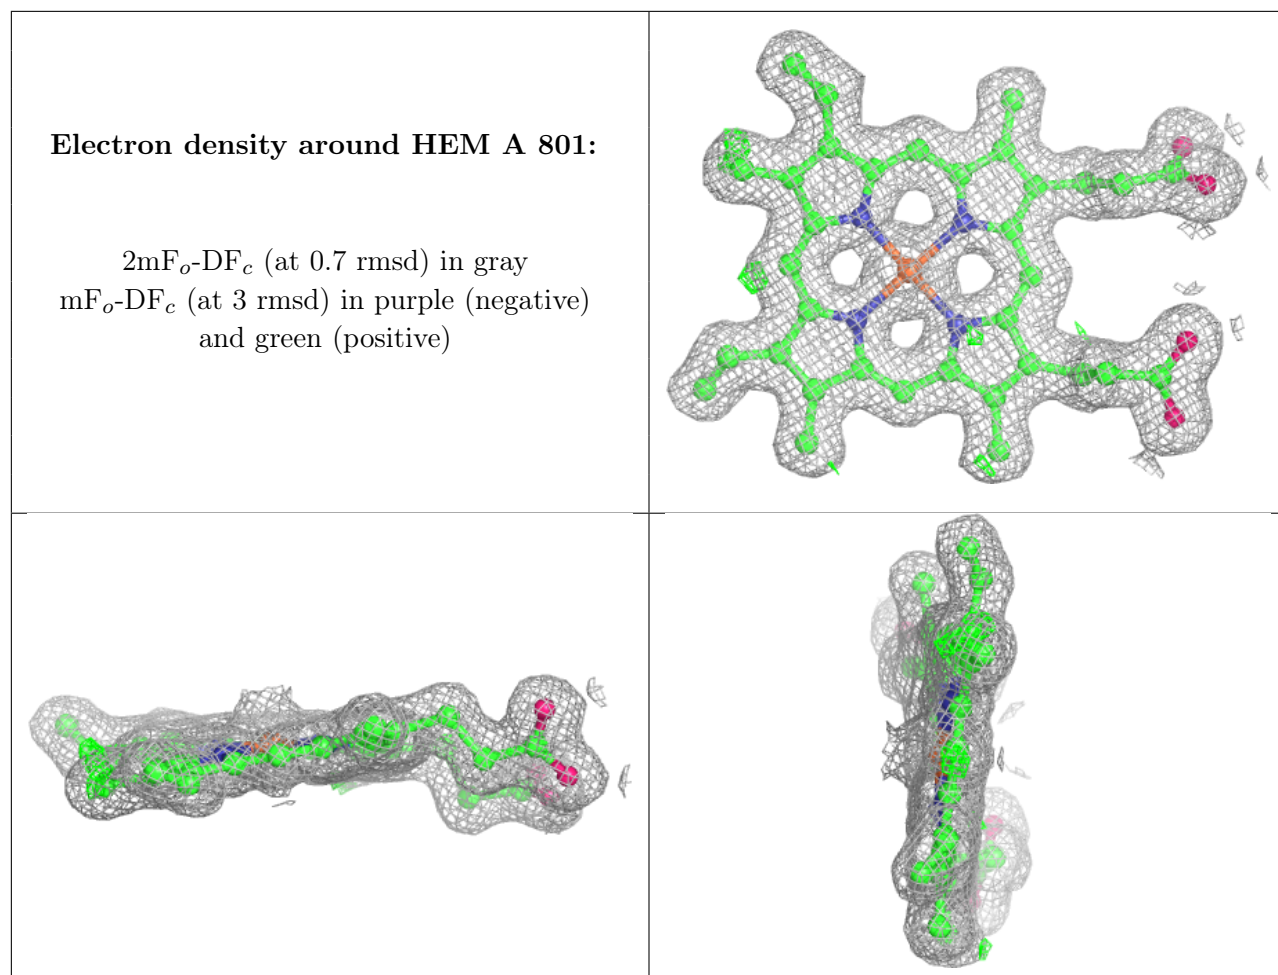 Electron density around HEM A 801:
2mFo-DFc (at 0.7 rmsd) in gray
mFo-DFc (at 3 rmsd) in purple (negative)
and green (positive)